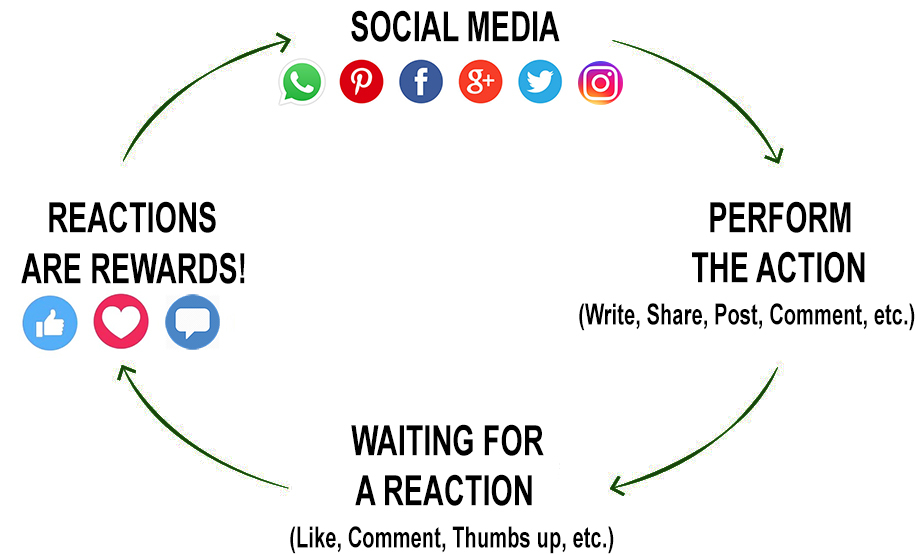 SOCIAL MEDIA
PERFORM
THE ACTION
(Write, Share, Post, Comment, etc.)
WAITING FOR
A REACTION
(Like, Comment, Thumbs up, etc.)
REACTIONS
ARE REWARDS!